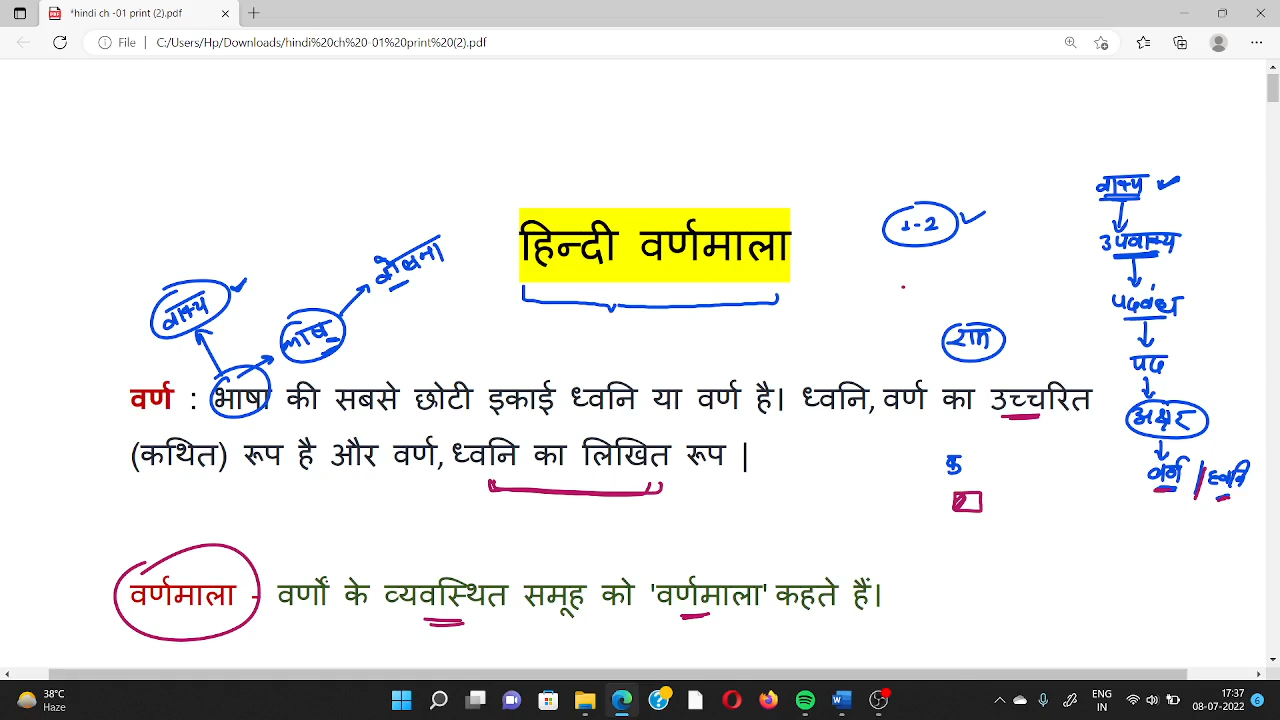 *hindi ch -01 print (2).pdf
File | C:/Users/Hp/Downloads/hindi%20ch%20-01%20print%20(2).pdf
वाक्य
1-2
हिन्दी वर्णमाला
उपवाक्य
बोलना
वाक्य
पदबंध
भाष
राम
पद
वर्ण : भाषा की सबसे छोटी इकाई ध्वनि या वर्ण है। ध्वनि, वर्ण का उच्चरित
अक्षर
(कथित) रूप है और वर्ण, ध्वनि का लिखित रूप |
क
वर्ण / ध्वनि
वर्णमाला - वर्णों के व्यवस्थित समूह को 'वर्णमाला' कहते हैं।
38°C
Haze
ENG
IN
17:37
08-07-2022
6